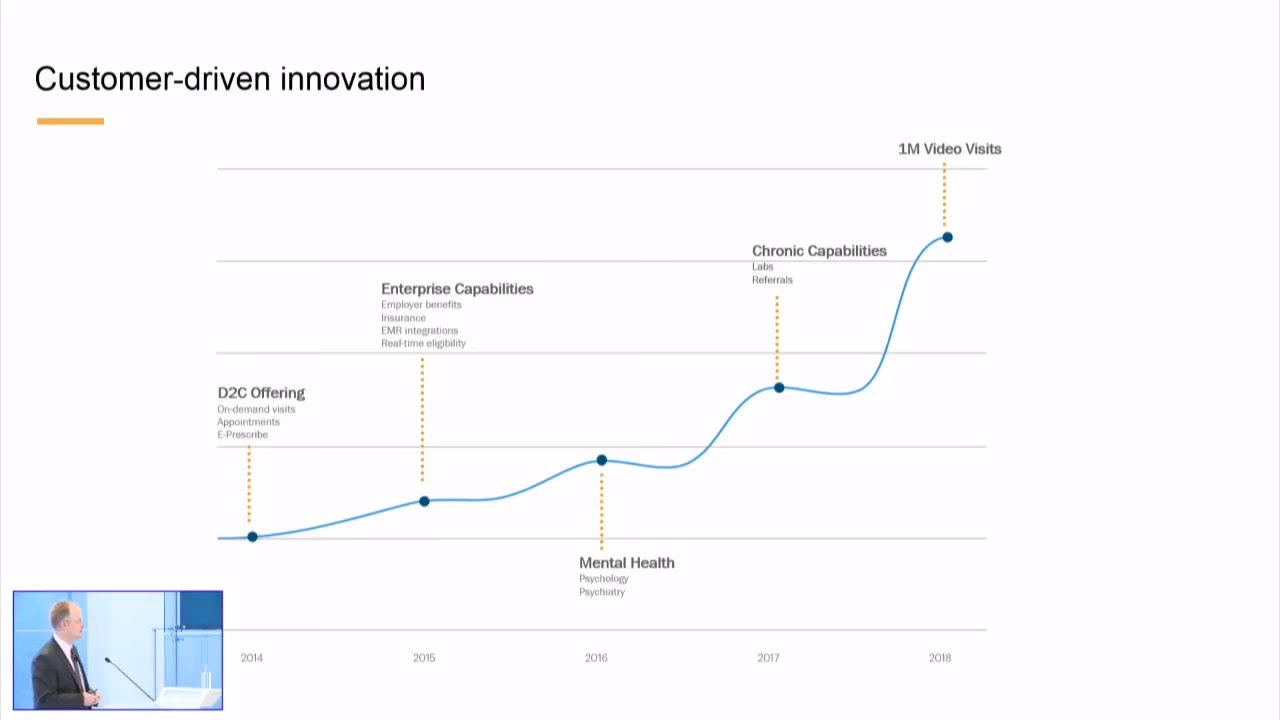 Customer-driven innovation
1M Video Visits
Chronic Capabilities
Labs
Referrals
Enterprise Capabilities
Employer benefits
Insurance
EMR integrations
Real-time eligibility
D2C Offering
On-demand visits
Appointments
E-Prescribe
Mental Health
Psychology
Psychiatry
2014 2015 2016 2017 2018